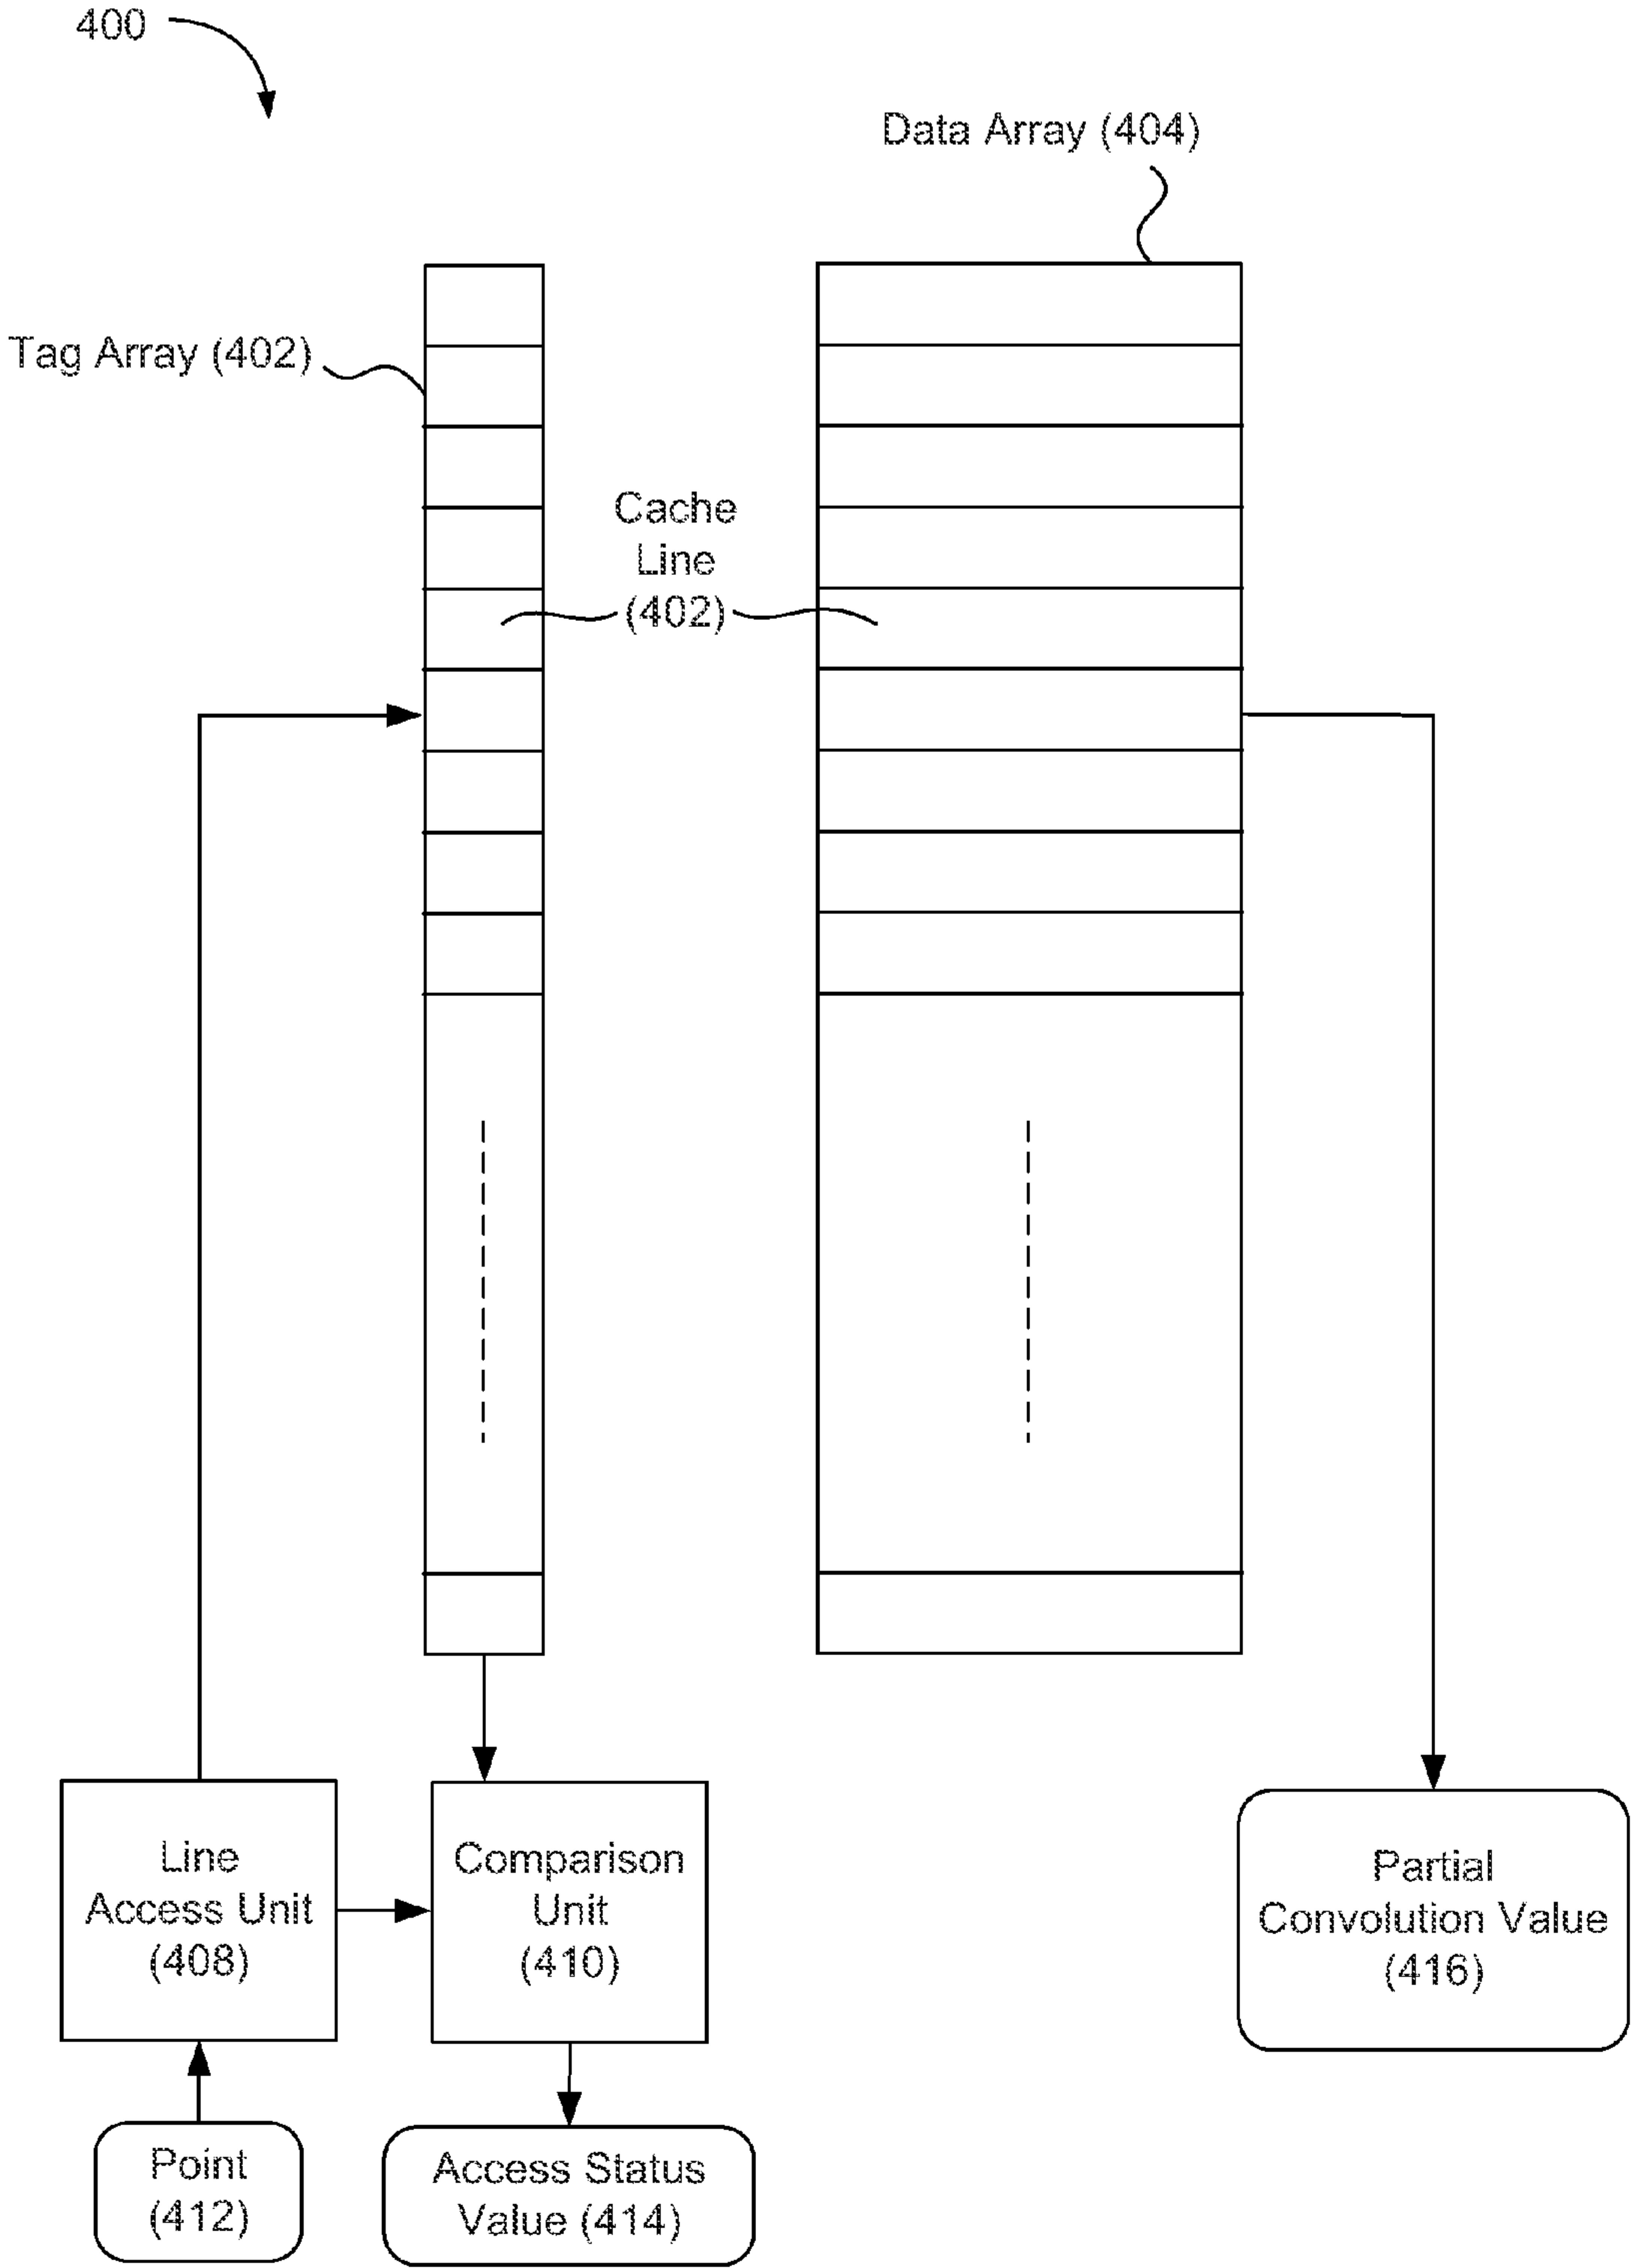 400
Data Array (404)
Tag Array (402)
Cache
Line
(402)
Line
Access Unit
(408)
Comparison
Unit
(410)
Partial
Convolution Value
(416)
Point
(412)
Access Status
Value (414)